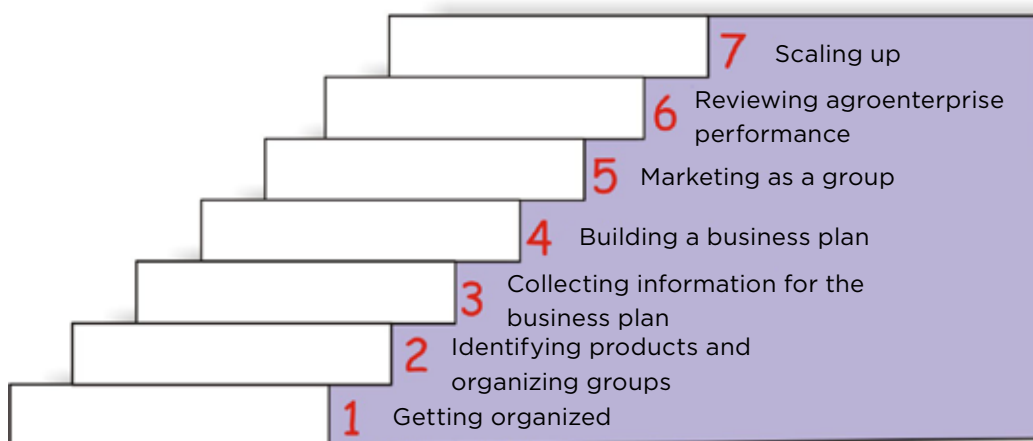 7 Scaling up
6 Reviewing agroenterprise
performance
5 Marketing as a group
4 Building a business plan
3 Collecting information for the
business plan
2 Identifying products and
organizing groups
1 Getting organized